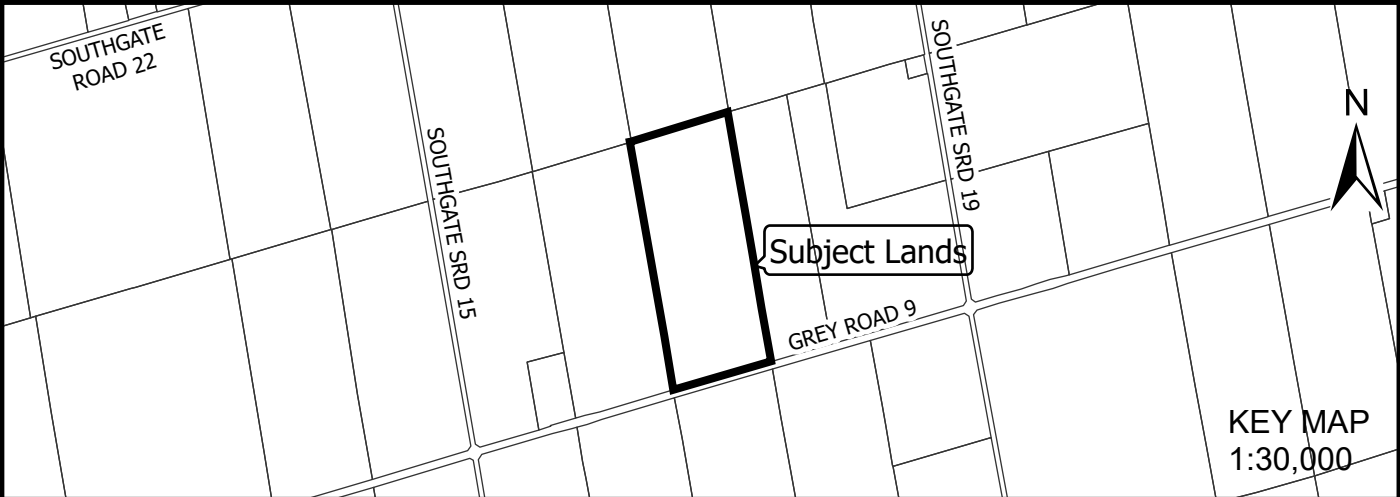 SOUTHGATE
ROAD 22
SOUTHGATE SRD 15
SOUTHGATE SRD 19
N
Subject Lands
GREY ROAD 9
KEY MAP
1:30,000